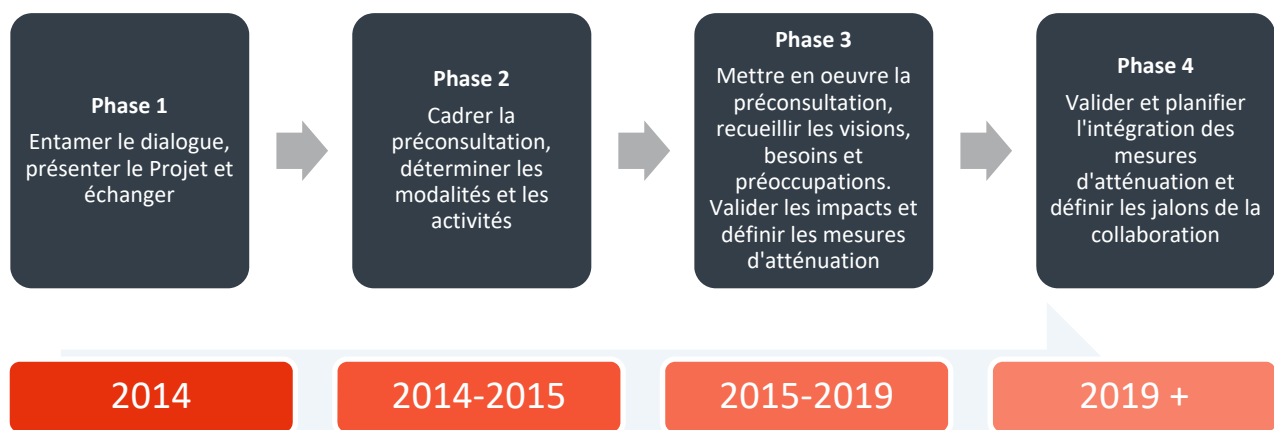 Phase 1
Entamer le dialogue,
présenter le Projet et
échanger
Phase 2
Cadrer la
préconsultation,
déterminer les
modalités et les
activités
Phase 3
Mettre en oeuvre la
préconsultation,
recueillir les visions,
besoins et
préoccupations.
Valider les impacts et
définir les mesures
d'atténuation
Phase 4
Valider et planifier
l'intégration des
mesures
d'atténuation et
définir les jalons de la
collaboration
2014
2014-2015
2015-2019
2019 +